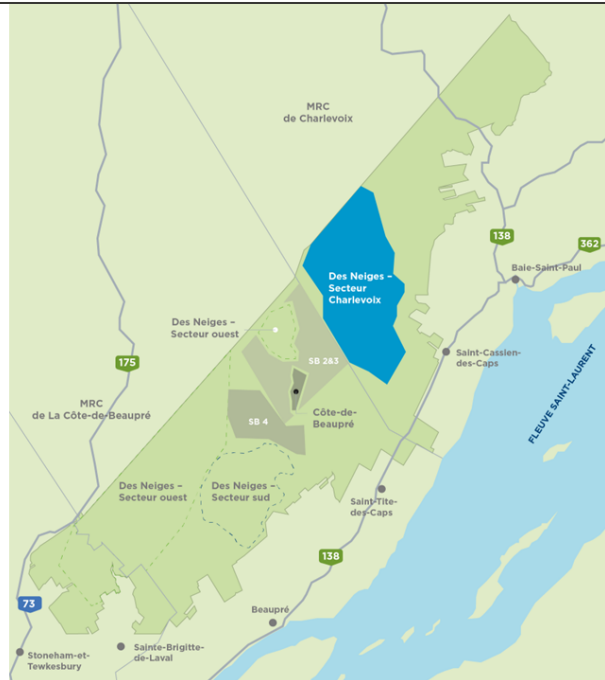 MRC
de Charlevoix
138
362
Baie-Saint-Paul
Des Neiges –
Secteur
Charlevoix
Des Neiges –
Secteur ouest
SB 2&3
Saint-Cassien-
des-Caps
175
MRC
de La Côte-de-Beaupré
Côte-de-
Beaupré
SB 4
FLEUVE SAINT-LAURENT
Des Neiges –
Secteur ouest
Des Neiges –
Secteur sud
Saint-Tite-
des-Caps
138
73
Beaupré
Sainte-Brigitte-
de-Laval
Stoneham-et-
Tewkesbury